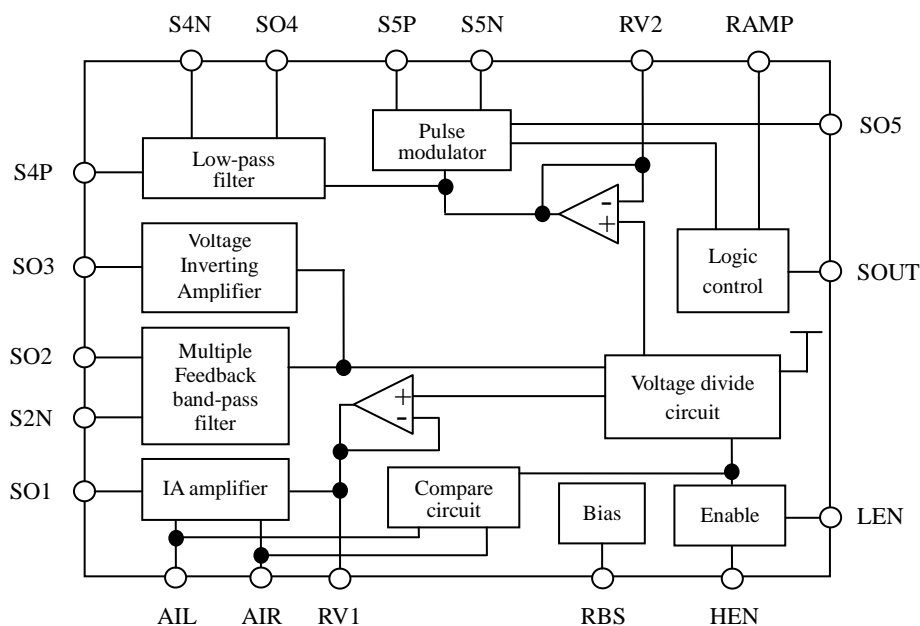 S4N SO4 S5P S5N RV2 RAMP
SO5
Pulse
modulator
Low-pass
filter
S4P
-
+
Voltage
Inverting
Amplifier
SO3
Logic
control
SOUT
SO2
Multiple
Feedback
band-pass
filter
S2N
Voltage divide
circuit
+
-
SO1
IA amplifier
Compare
circuit
Bias
Enable
LEN
AIL AIR RV1 RBS HEN